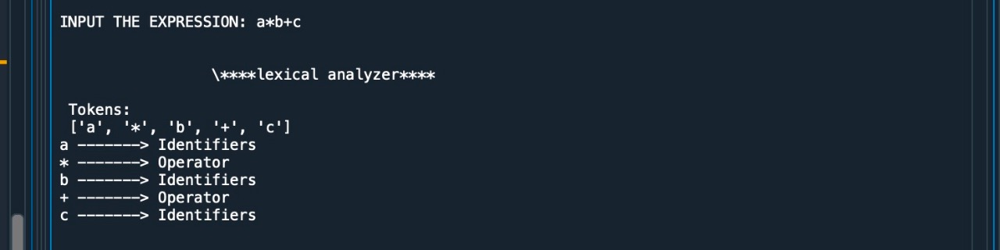 INPUT THE EXPRESSION: a*b+c
\****lexical analyzer****
Tokens:
['a', '*', 'b', '+', 'c']
a -------> Identifiers
* -------> Operator
b -------> Identifiers
+ -------> Operator
c -------> Identifiers